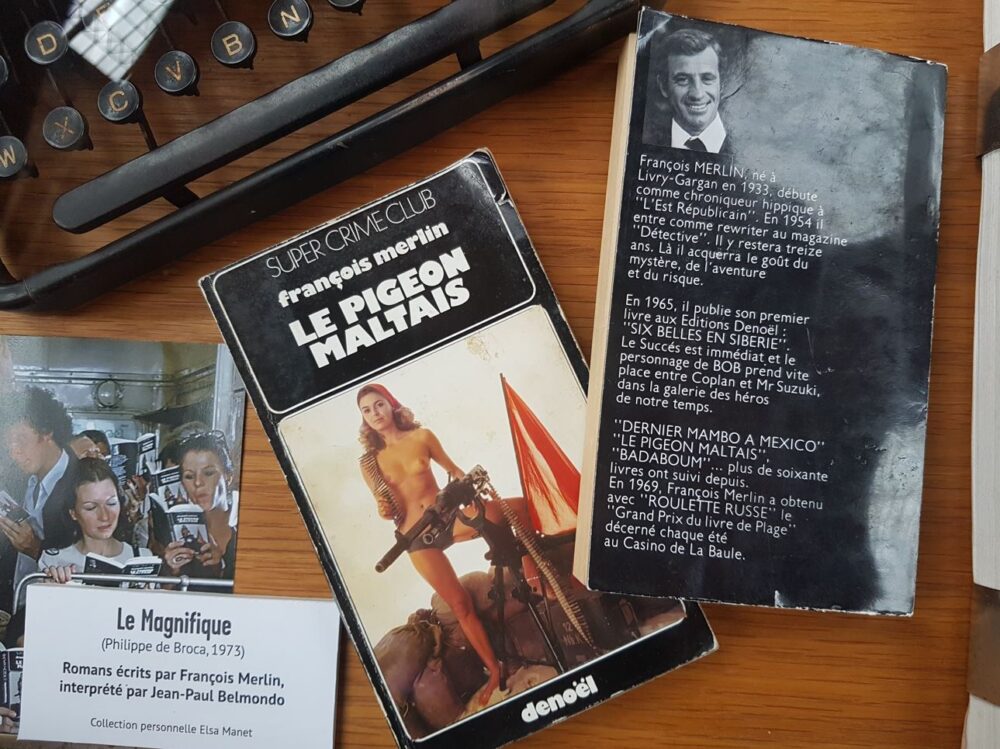 D
B
N
V
C
X
W
SUPER CRIME CLUB
françois merlin
LE PIGEON
MALTAIS
denoël
François MERLIN, né à
Livry-Gargan en 1933, débute
comme chroniqueur hippique à
"L'Est Républicain". En 1954 il
entre comme rewriter au magazine
"Détective". Il y restera treize
ans. Là il acquerra le goût du
mystère, de l'aventure
et du risque.
En 1965, il publie son premier
livre aux Editions Denoël :
"SIX BELLES EN SIBERIE".
Le Succés est immédiat et le
personnage de BOB prend vite
place entre Coplan et Mr Suzuki,
dans la galerie des héros
de notre temps.
"DERNIER MAMBO A MEXICO"
"LE PIGEON MALTAIS",
"BADABOUM"... plus de soixante
livres ont suivi depuis.
En 1969, François Merlin a obtenu
avec "ROULETTE RUSSE" le
"Grand Prix du livre de Plage"
décerné chaque été
au Casino de La Baule.
Le Magnifique
(Philippe de Broca, 1973)
Romans écrits par François Merlin,
interprété par Jean-Paul Belmondo
Collection personnelle Elsa Manet